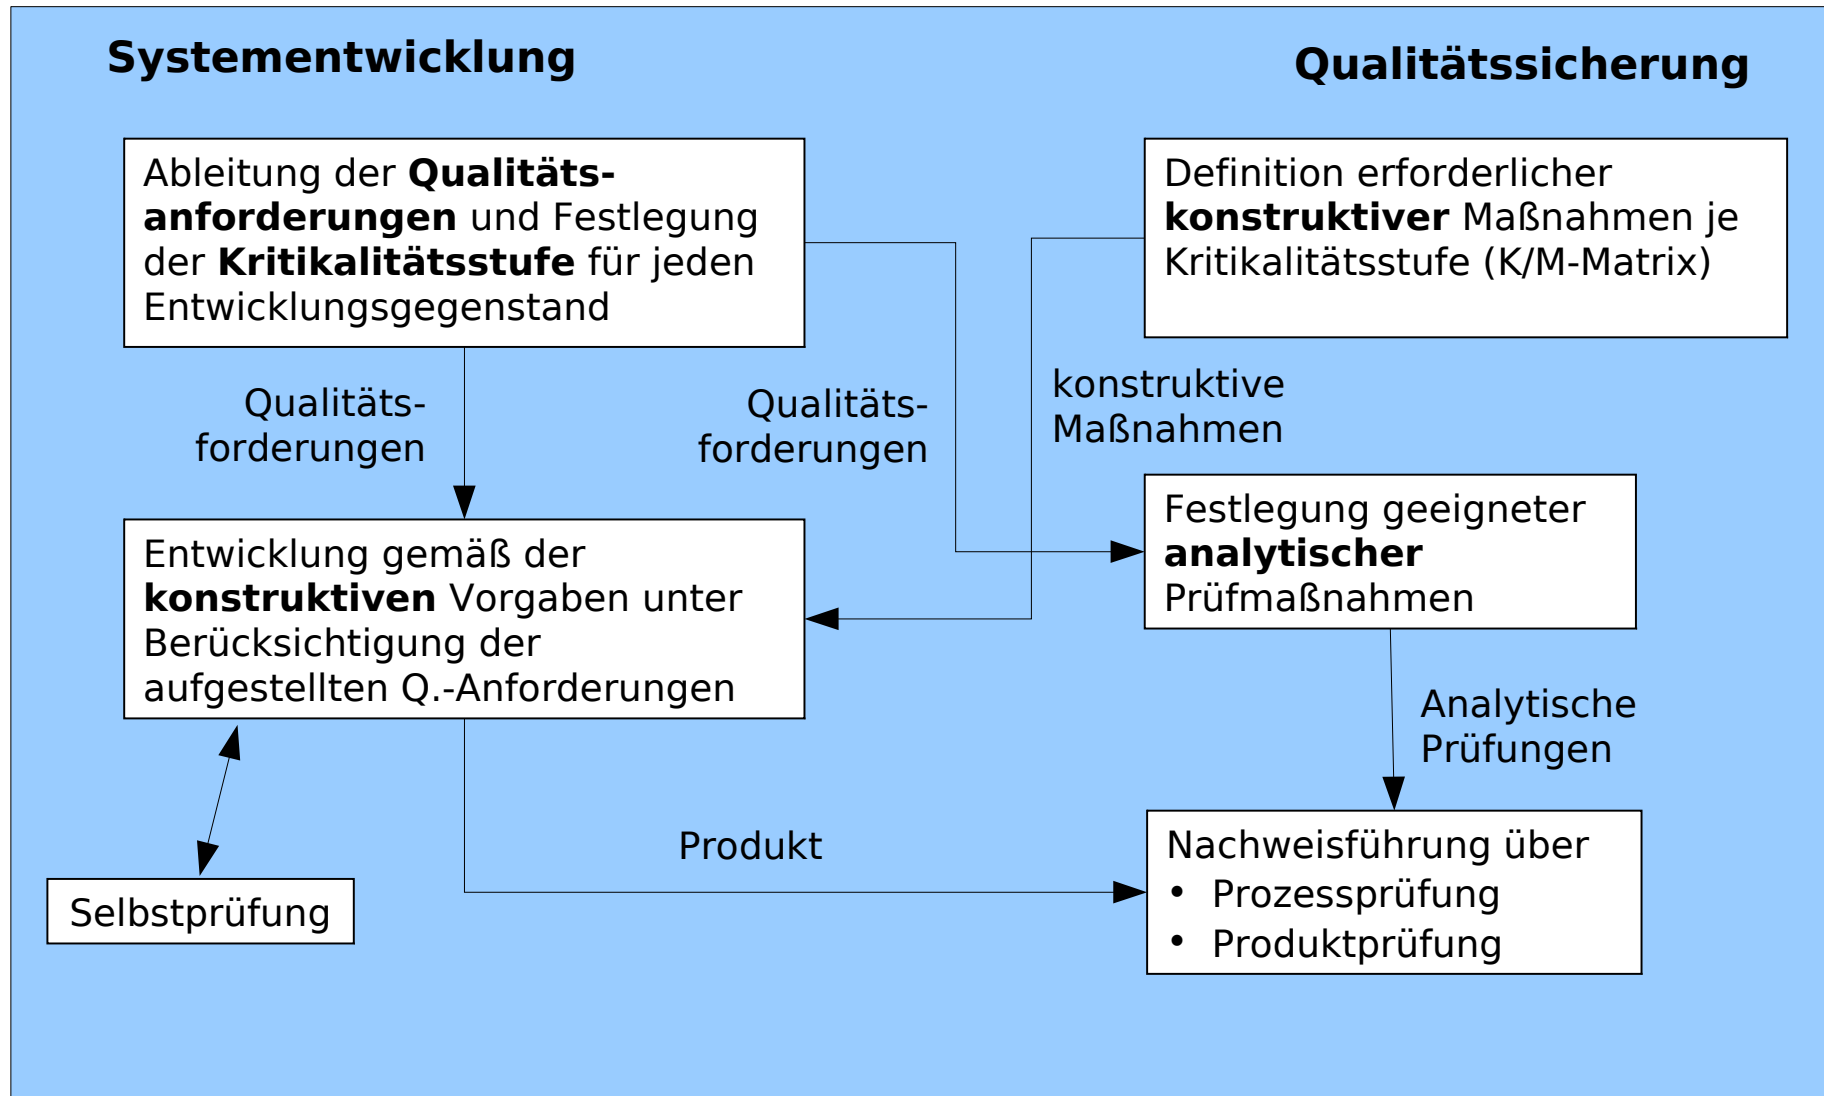 Systementwicklung
Qualitätssicherung
Ableitung der Qualitäts-
anforderungen und Festlegung
der Kritikalitätsstufe für jeden
Entwicklungsgegenstand
Definition erforderlicher
konstruktiver Maßnahmen je
Kritikalitätsstufe (K/M-Matrix)
Qualitäts-
forderungen
Qualitäts-
forderungen
konstruktive
Maßnahmen
Festlegung geeigneter
analytischer
Prüfmaßnahmen
Entwicklung gemäß der
konstruktiven Vorgaben unter
Berücksichtigung der
aufgestellten Q.-Anforderungen
Analytische
Prüfungen
Produkt
Nachweisführung über
• Prozessprüfung
• Produktprüfung
Selbstprüfung